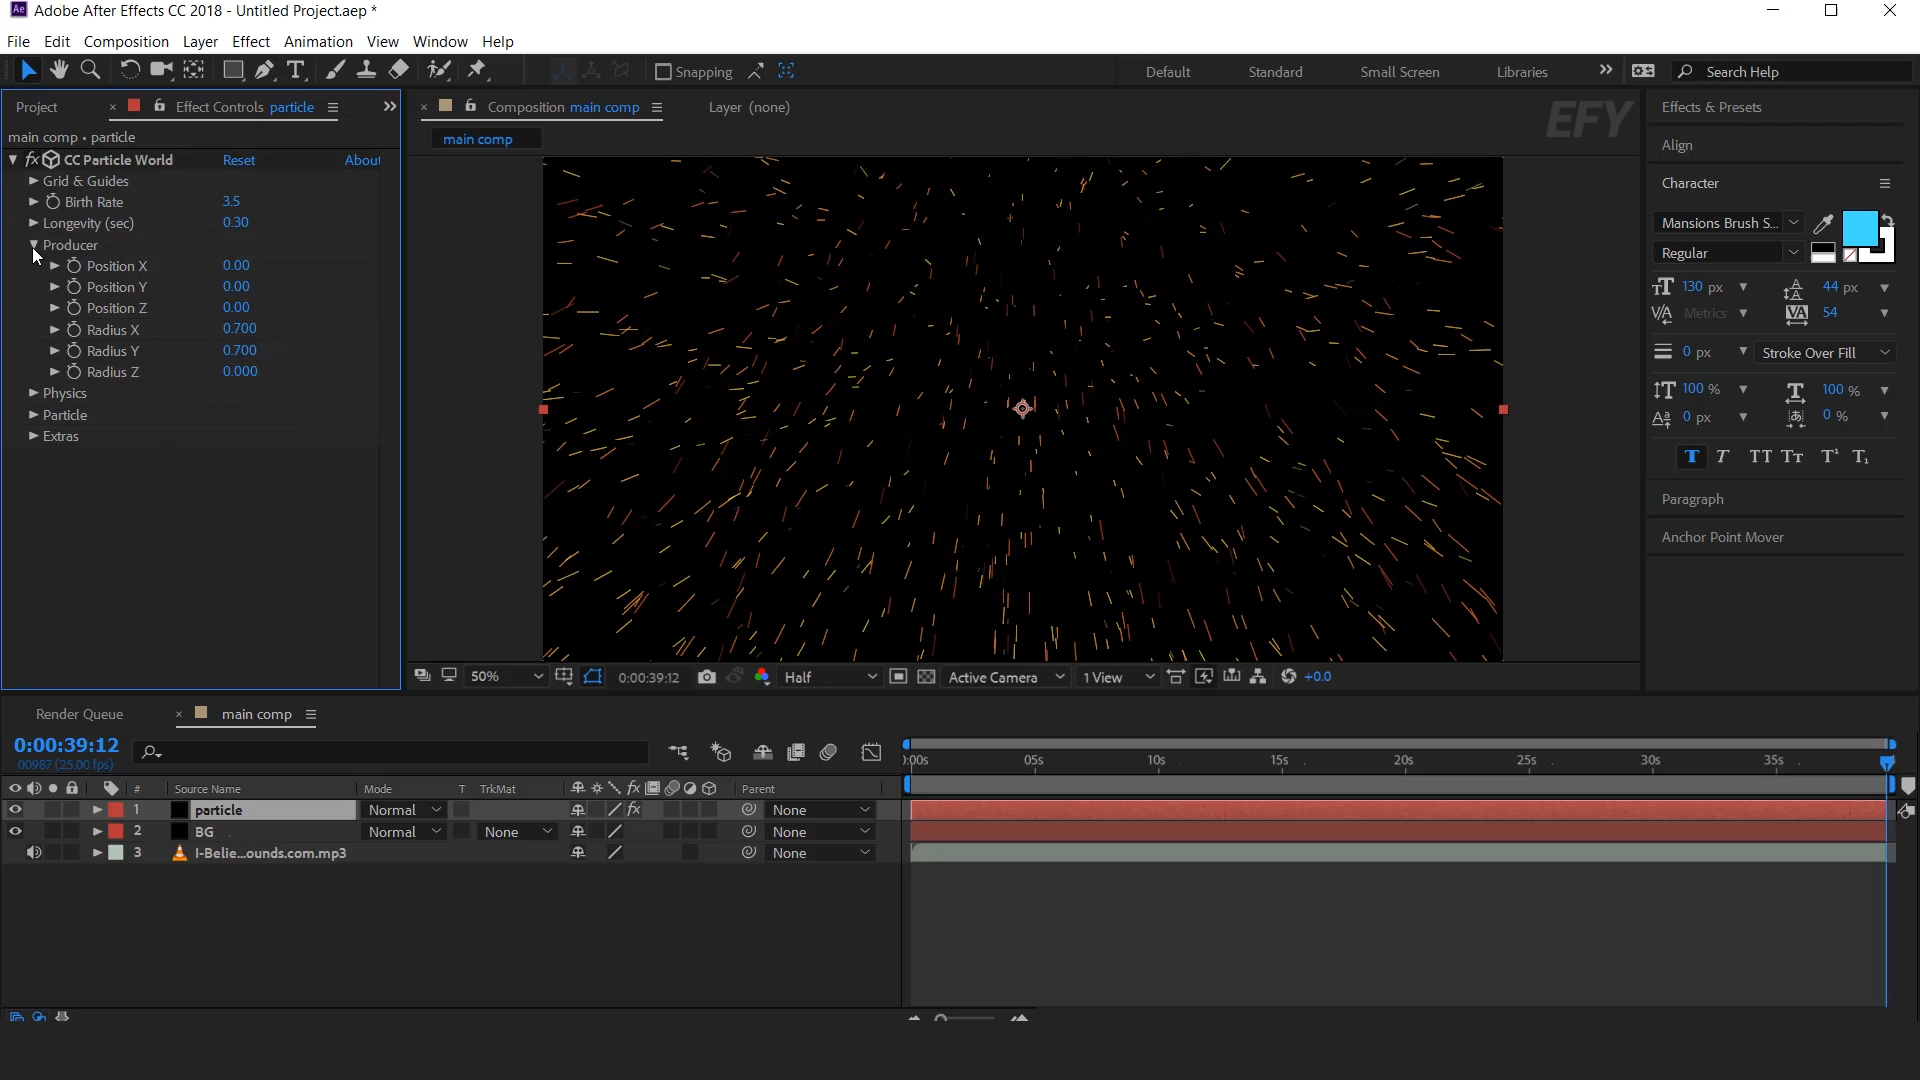 Ae Adobe After Effects CC 2018 - Untitled Project.aep *
File Edit Composition Layer Effect Animation View Window Help
Snapping Default Standard Small Screen Libraries Search Help
Project Effect Controls particle
Composition main comp Layer (none)
EFY
Effects & Presets
main comp • particle
main comp
Align
fx CC Particle World Reset About
Grid & Guides
Birth Rate 3.5
Longevity (sec) 0.30
Producer
Position X 0.00
Position Y 0.00
Position Z 0.00
Radius X 0.700
Radius Y 0.700
Radius Z 0.000
Physics
Particle
Extras
Character
Mansions Brush S...
Regular
130 px 44 px
Metrics 54
0 px Stroke Over Fill
100 % 100 %
0 px 0 %
T T TT Tт T¹ T₁
Paragraph
Anchor Point Mover
50% 0:00:39:12 Half Active Camera 1 View +0.0
Render Queue main comp
0:00:39:12
00987 (25.00 fps)
):00s 05s 10s 15s 20s 25s 30s 35s
# Source Name Mode T TrkMat fx Parent
1 particle Normal fx None
2 BG Normal None None
3 I-Belie...ounds.com.mp3 None